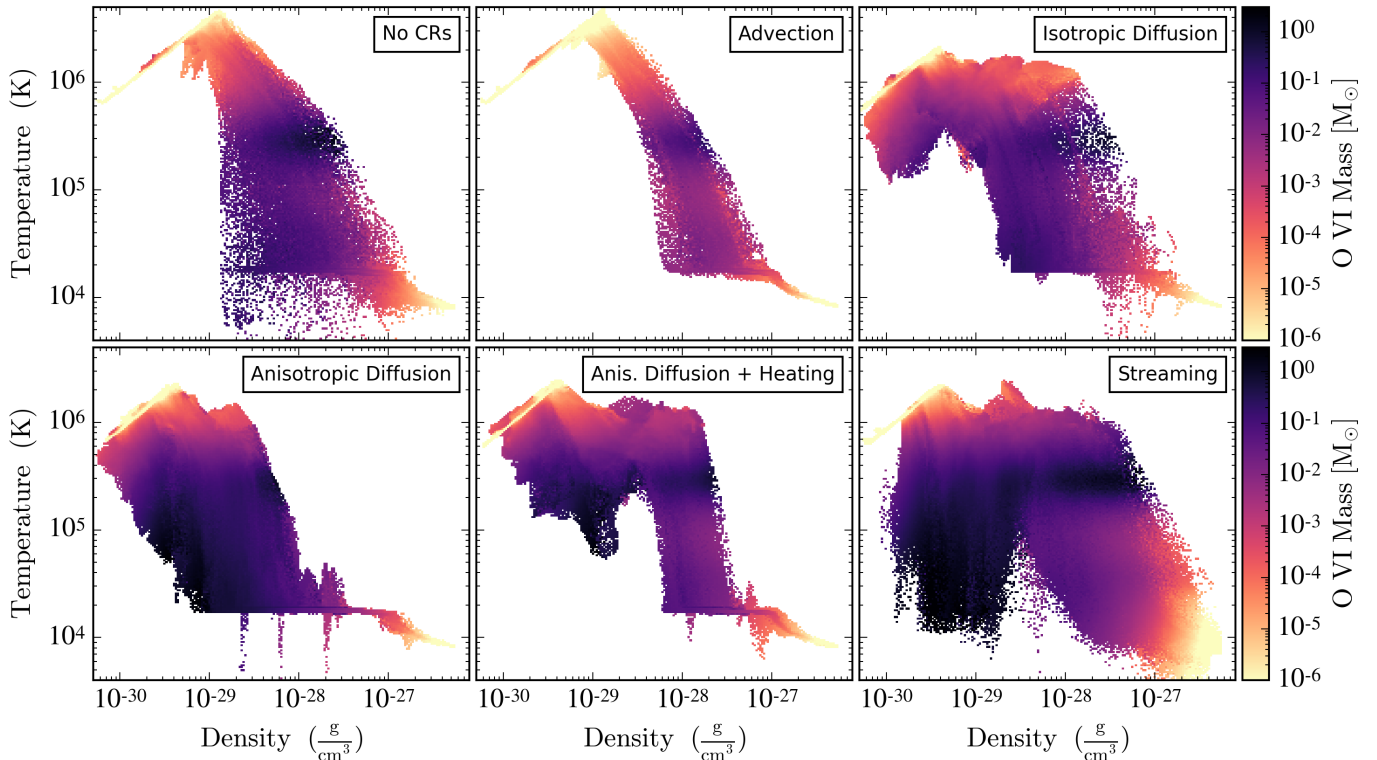 No CRs
Advection
Isotropic Diffusion
Temperature (K)
10^6
10^5
10^4
10^0
10^-1
10^-2
10^-3
10^-4
10^-5
10^-6
O VI Mass [M⊙]
Anisotropic Diffusion
Anis. Diffusion + Heating
Streaming
Temperature (K)
10^6
10^5
10^4
10^0
10^-1
10^-2
10^-3
10^-4
10^-5
10^-6
O VI Mass [M⊙]
10^-30 10^-29 10^-28 10^-27
10^-30 10^-29 10^-28 10^-27
10^-30 10^-29 10^-28 10^-27
Density (g/cm^3)
Density (g/cm^3)
Density (g/cm^3)